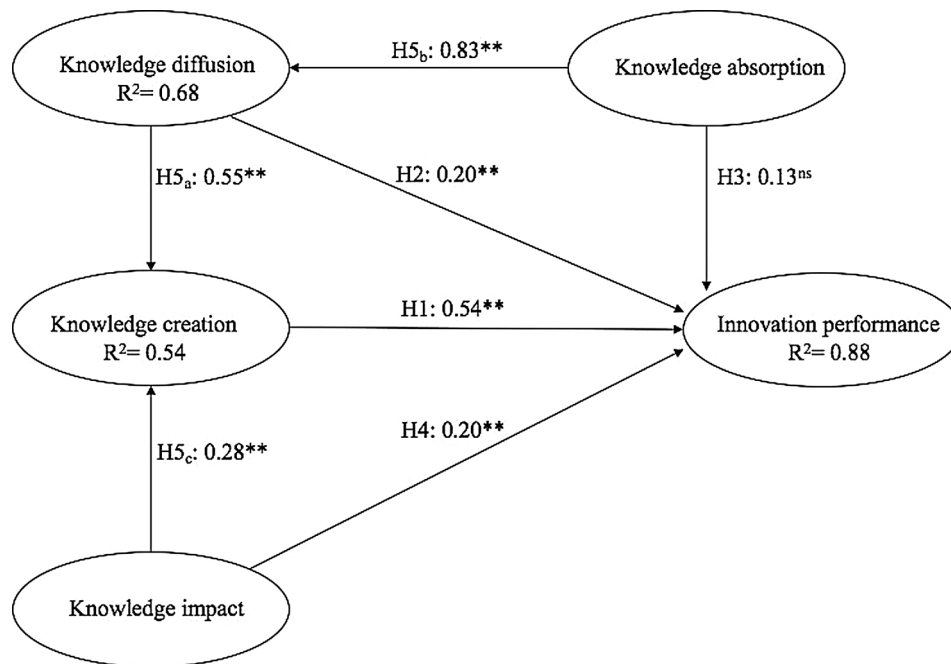 Knowledge diffusion
R²= 0.68
H5b: 0.83**
Knowledge absorption
H5a: 0.55**
H2: 0.20**
H3: 0.13ⁿˢ
Knowledge creation
R²= 0.54
H1: 0.54**
Innovation performance
R²= 0.88
H5c: 0.28**
H4: 0.20**
Knowledge impact